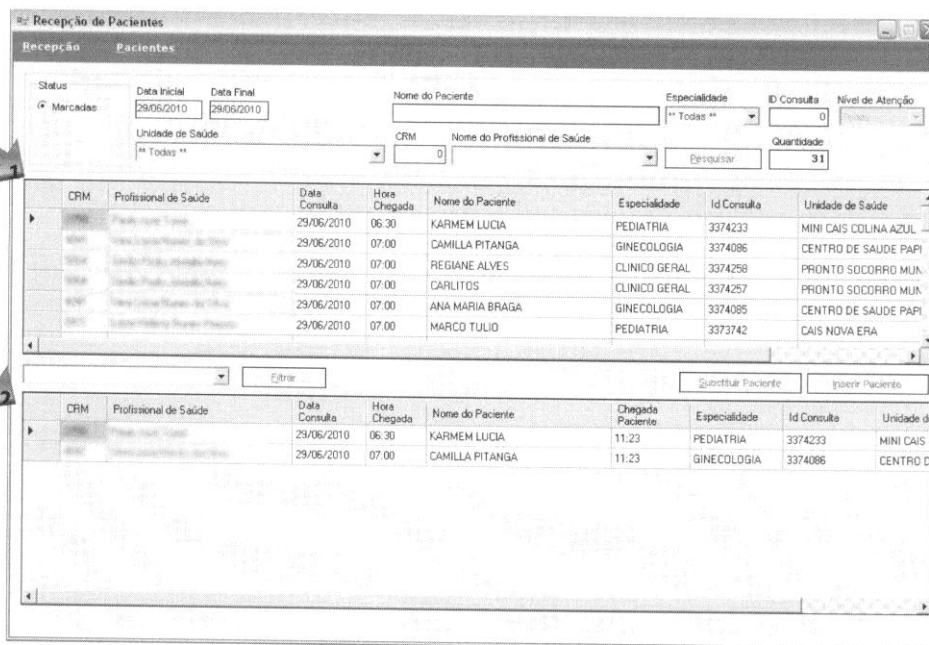 Recepção de Pacientes
Recepção Pacientes
Status
Marcadas
Data Inicial Data Final
29/06/2010 29/06/2010
Nome do Paciente
Especialidade
** Todas **
ID Consulta
0
Nível de Atenção
Unidade de Saúde
** Todas **
CRM
0
Nome do Profissional de Saúde
Pesquisar
Quantidade
31
1
CRM Profissional de Saúde Data Consulta Hora Chegada Nome do Paciente Especialidade Id Consulta Unidade de Saúde
29/06/2010 06:30 KARMEM LUCIA PEDIATRIA 3374233 MINI CAIS COLINA AZUL
29/06/2010 07:00 CAMILLA PITANGA GINECOLOGIA 3374086 CENTRO DE SAUDE PAPI
29/06/2010 07:00 REGIANE ALVES CLINICO GERAL 3374258 PRONTO SOCORRO MUN
29/06/2010 07:00 CARLITOS CLINICO GERAL 3374257 PRONTO SOCORRO MUN
29/06/2010 07:00 ANA MARIA BRAGA GINECOLOGIA 3374085 CENTRO DE SAUDE PAPI
29/06/2010 07:00 MARCO TULIO PEDIATRIA 3373742 CAIS NOVA ERA
Filtrar Substituir Paciente Inserir Paciente
2
CRM Profissional de Saúde Data Consulta Hora Chegada Nome do Paciente Chegada Paciente Especialidade Id Consulta Unidade d
29/06/2010 06:30 KARMEM LUCIA 11:23 PEDIATRIA 3374233 MINI CAIS
29/06/2010 07:00 CAMILLA PITANGA 11:23 GINECOLOGIA 3374086 CENTRO D